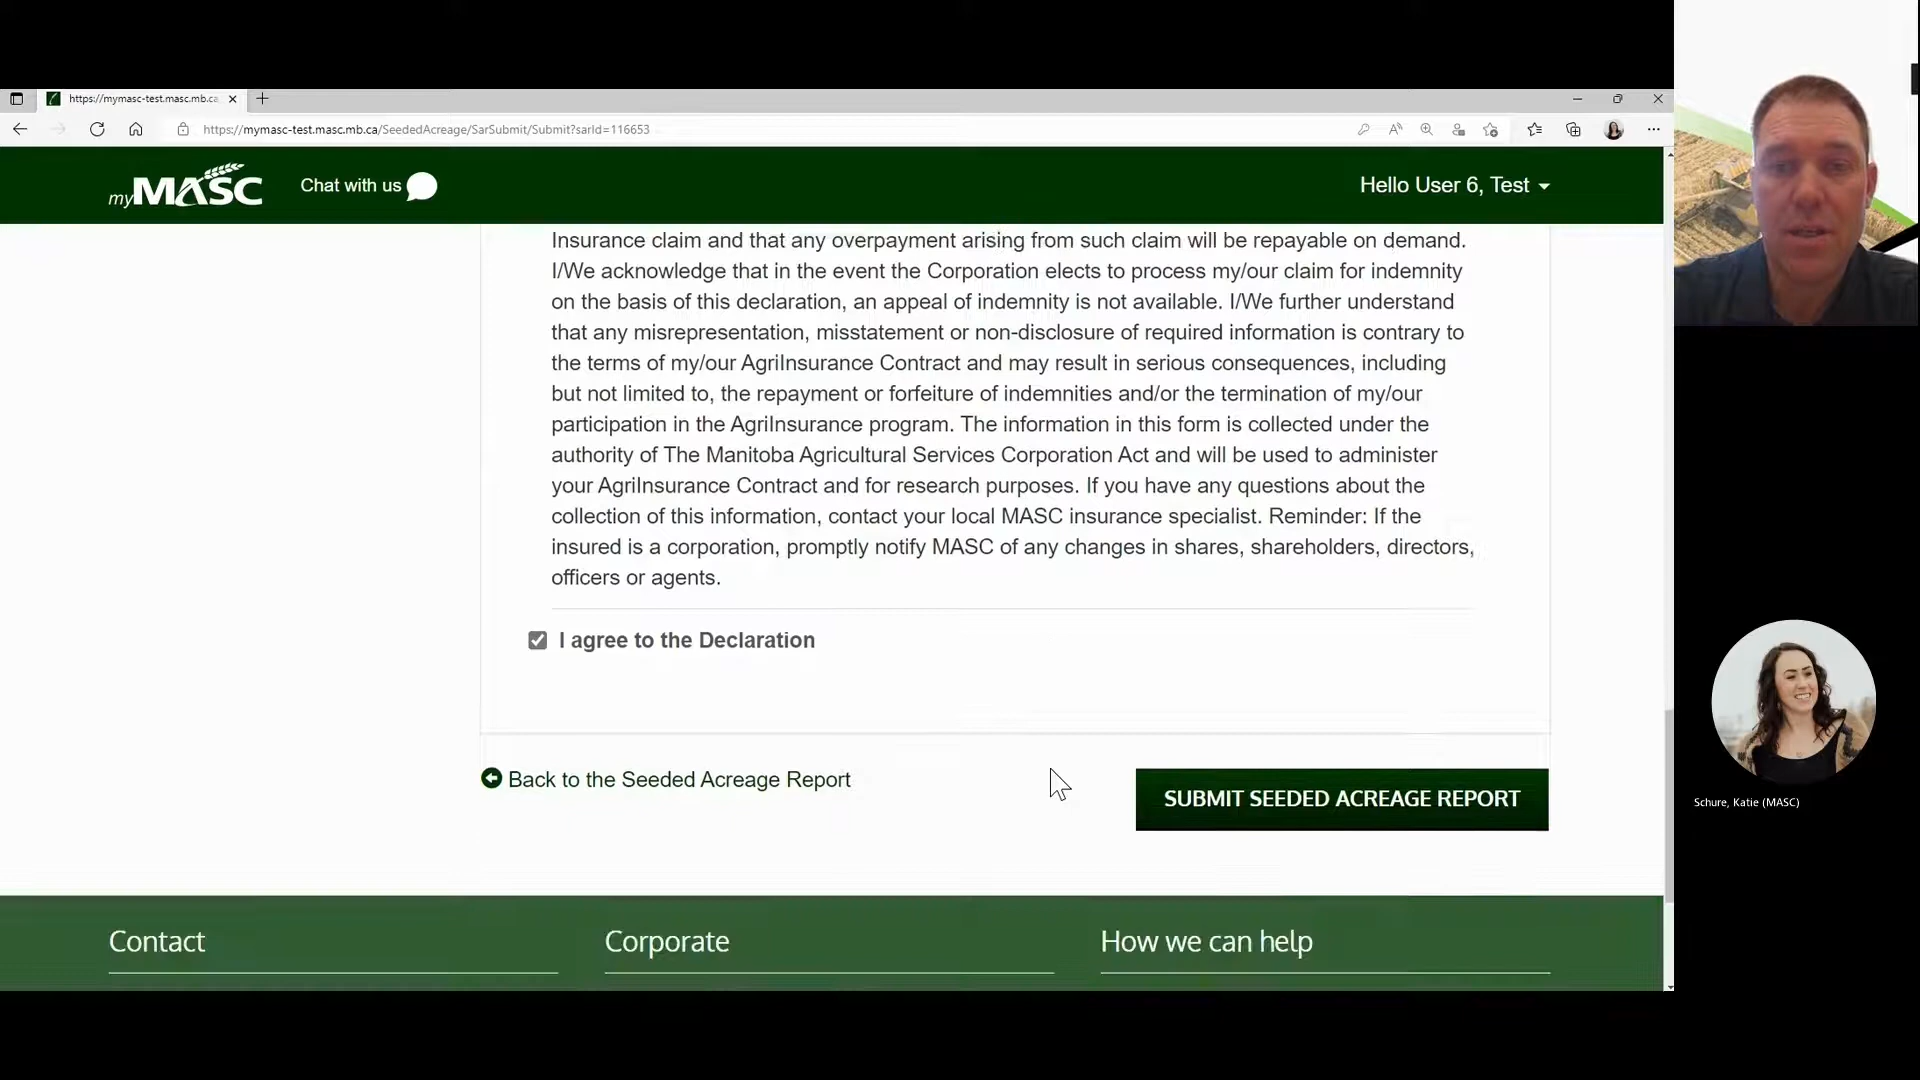 https://mymasc-test.masc.mb.ca
https://mymasc-test.masc.mb.ca/SeededAcreage/SarSubmit/Submit?sarId=116653
myMASC
Chat with us
Hello User 6, Test
Insurance claim and that any overpayment arising from such claim will be repayable on demand.
I/We acknowledge that in the event the Corporation elects to process my/our claim for indemnity
on the basis of this declaration, an appeal of indemnity is not available. I/We further understand
that any misrepresentation, misstatement or non-disclosure of required information is contrary to
the terms of my/our AgriInsurance Contract and may result in serious consequences, including
but not limited to, the repayment or forfeiture of indemnities and/or the termination of my/our
participation in the AgriInsurance program. The information in this form is collected under the
authority of The Manitoba Agricultural Services Corporation Act and will be used to administer
your AgriInsurance Contract and for research purposes. If you have any questions about the
collection of this information, contact your local MASC insurance specialist. Reminder: If the
insured is a corporation, promptly notify MASC of any changes in shares, shareholders, directors,
officers or agents.
I agree to the Declaration
Back to the Seeded Acreage Report
SUBMIT SEEDED ACREAGE REPORT
Schure, Katie (MASC)
Contact
Corporate
How we can help